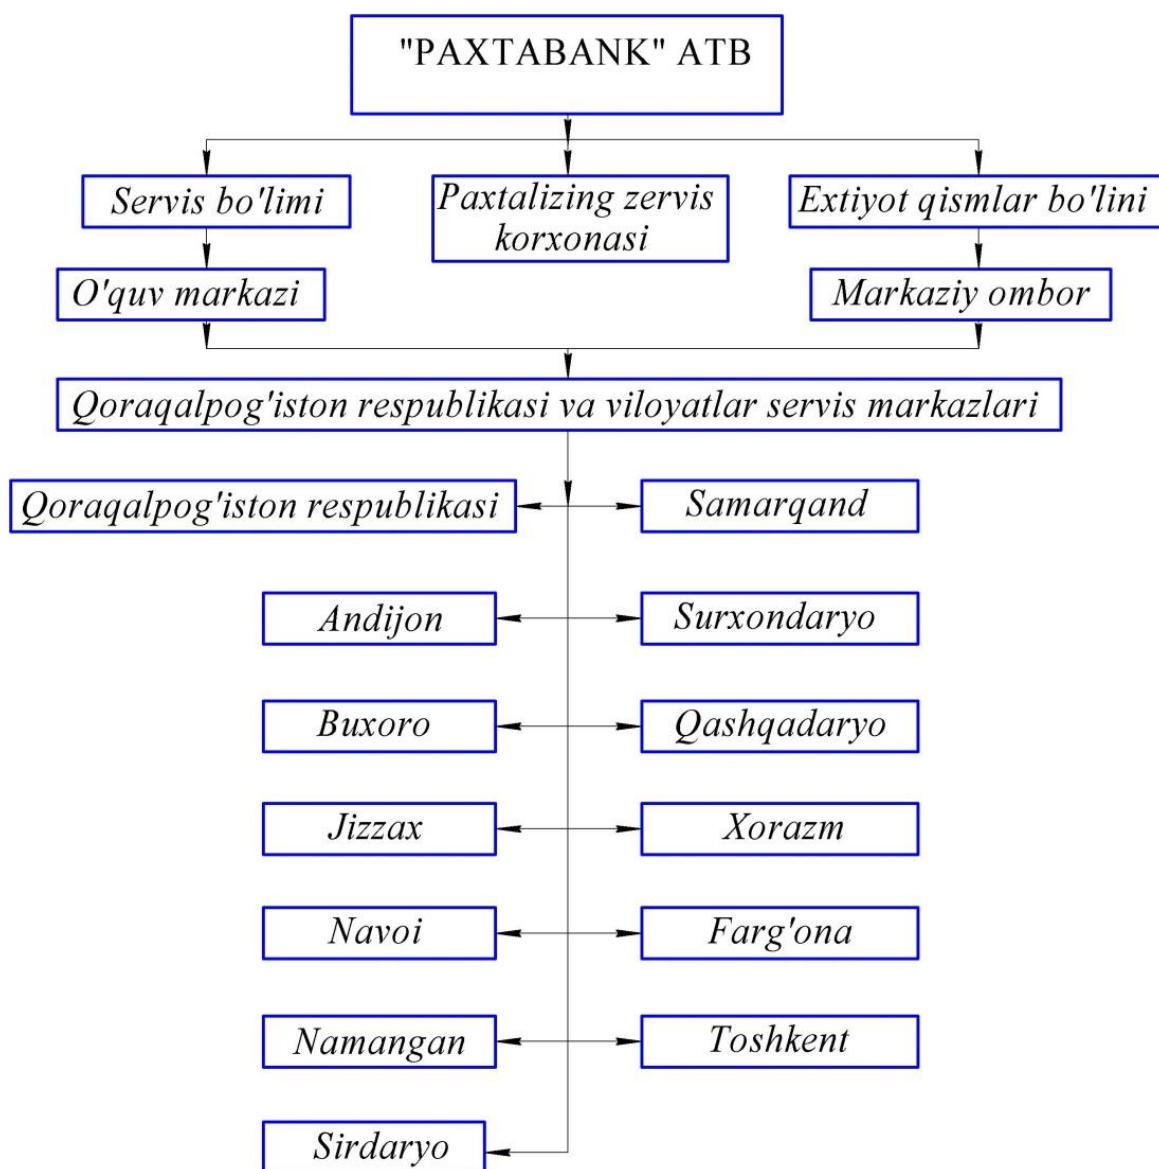 "PAXTABANK" ATB
Servis bo'limi
Paxtalizing zervis
korxonasi
Extiyot qismlar bo'lini
O'quv markazi
Markaziy ombor
Qoraqalpog'iston respublikasi va viloyatlar servis markazlari
Qoraqalpog'iston respublikasi
Samarqand
Andijon
Surxondaryo
Buxoro
Qashqadaryo
Jizzax
Xorazm
Navoi
Farg'ona
Namangan
Toshkent
Sirdaryo